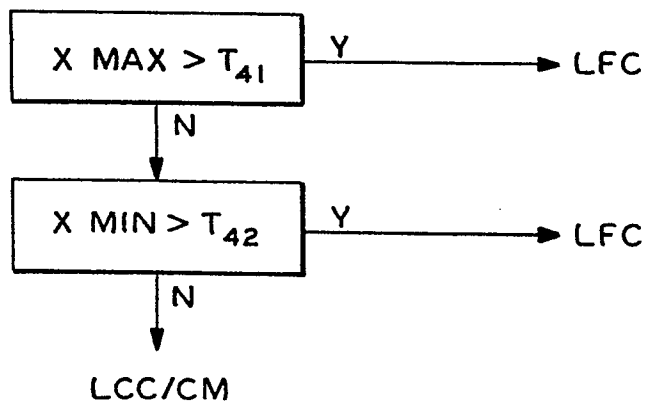 X MAX > T41
Y
LFC
N
X MIN > T42
Y
LFC
N
LCC/CM